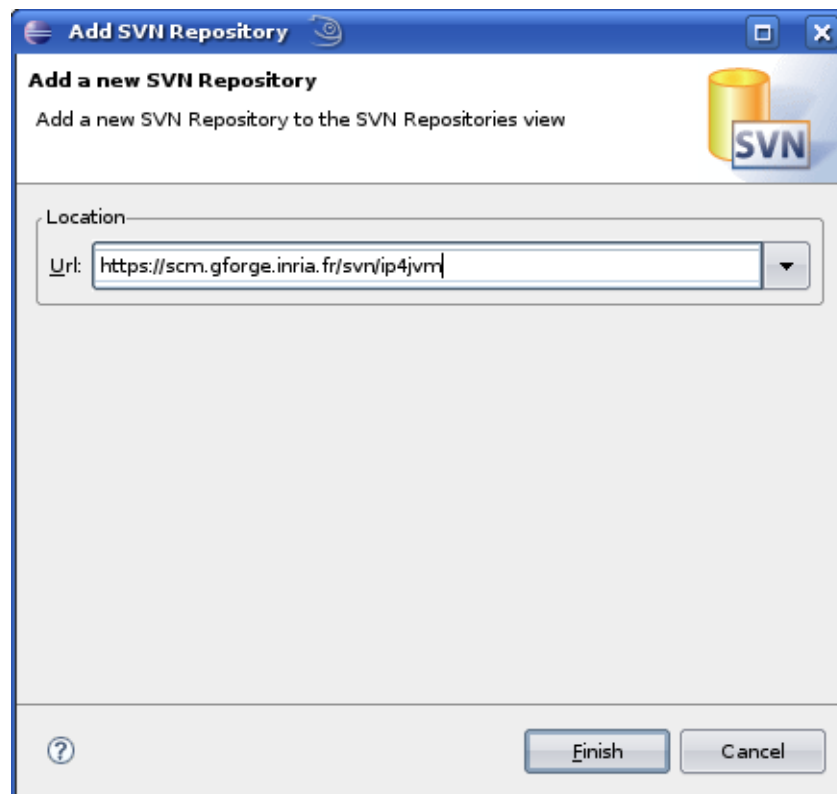 Add SVN Repository
Add a new SVN Repository
Add a new SVN Repository to the SVN Repositories view
SVN
Location
Url: https://scm.gforge.inria.fr/svn/ip4jvm
?
Finish Cancel